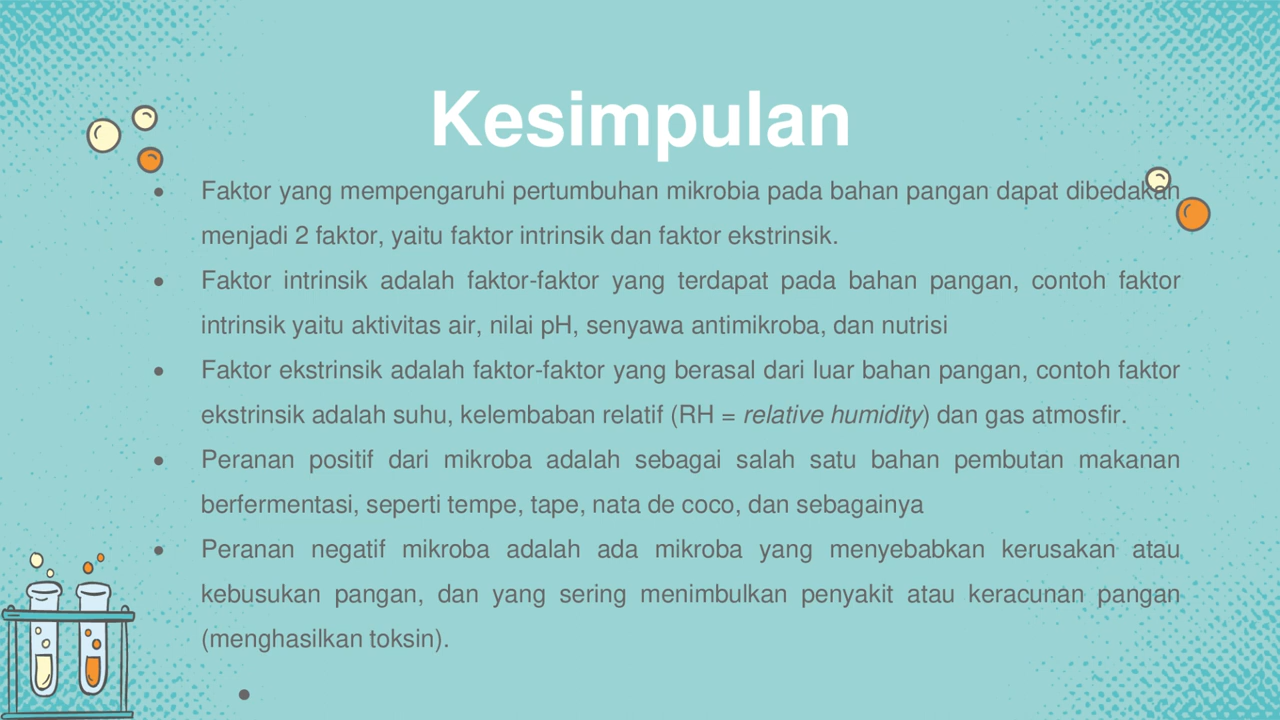 Kesimpulan
• Faktor yang mempengaruhi pertumbuhan mikrobia pada bahan pangan dapat dibedakan
menjadi 2 faktor, yaitu faktor intrinsik dan faktor ekstrinsik.
• Faktor intrinsik adalah faktor-faktor yang terdapat pada bahan pangan, contoh faktor
intrinsik yaitu aktivitas air, nilai pH, senyawa antimikroba, dan nutrisi
• Faktor ekstrinsik adalah faktor-faktor yang berasal dari luar bahan pangan, contoh faktor
ekstrinsik adalah suhu, kelembaban relatif (RH = relative humidity) dan gas atmosfir.
• Peranan positif dari mikroba adalah sebagai salah satu bahan pembutan makanan
berfermentasi, seperti tempe, tape, nata de coco, dan sebagainya
• Peranan negatif mikroba adalah ada mikroba yang menyebabkan kerusakan atau
kebusukan pangan, dan yang sering menimbulkan penyakit atau keracunan pangan
(menghasilkan toksin).
•